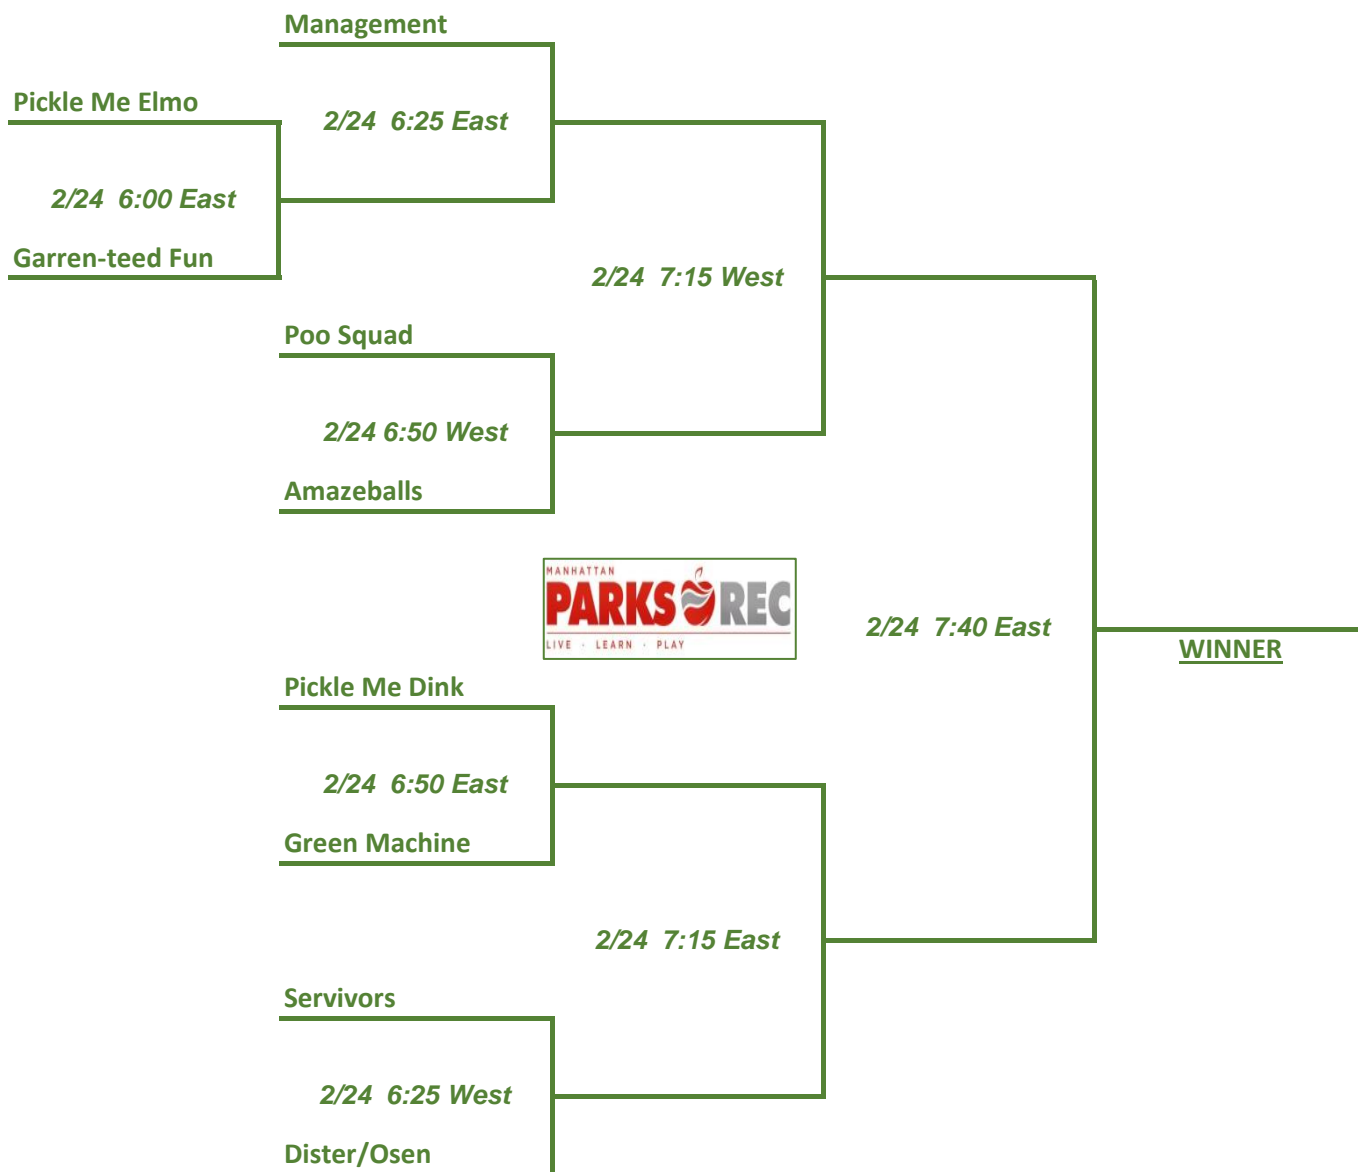 Management
Pickle Me Elmo
2/24 6:25 East
2/24 6:00 East
Garren-teed Fun
2/24 7:15 West
Poo Squad
2/24 6:50 West
Amazeballs
MANHATTAN
PARKS REC
LIVE · LEARN · PLAY
2/24 7:40 East
WINNER
Pickle Me Dink
2/24 6:50 East
Green Machine
2/24 7:15 East
Servivors
2/24 6:25 West
Dister/Osen